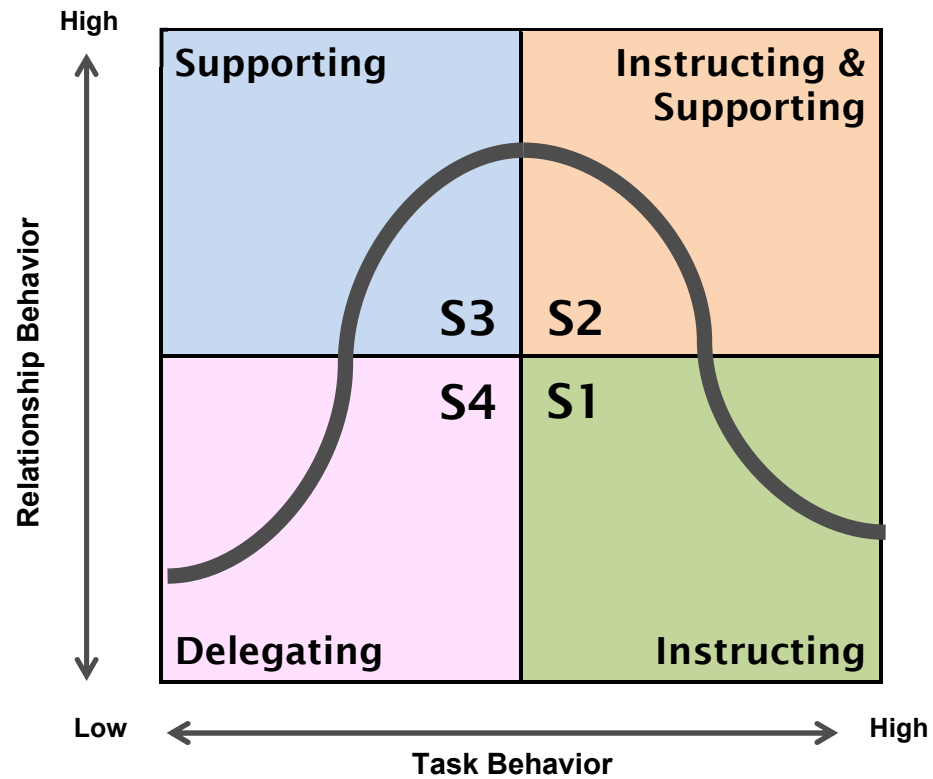 High
Supporting
Instructing &
Supporting
Relationship Behavior
S3
S2
S4
S1
Delegating
Instructing
Low
High
Task Behavior